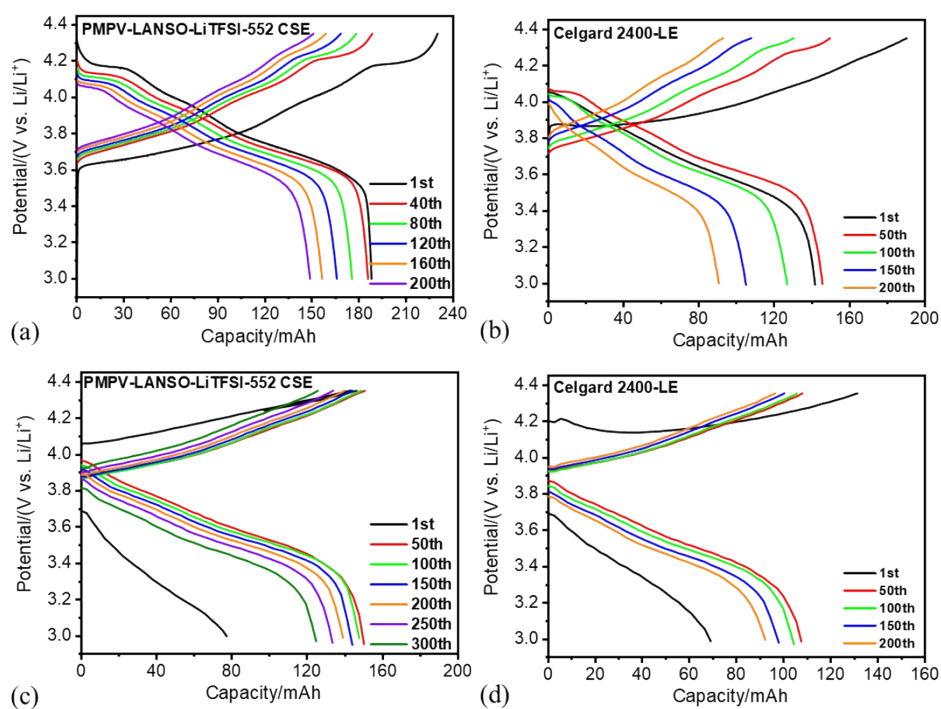 PMPV-LANSO-LiTFSI-552 CSE
4.4
4.2
4.0
3.8
3.6
3.4
3.2
3.0
Potential/(V vs. Li/Li⁺)
1st
40th
80th
120th
160th
200th
0 30 60 90 120 150 180 210 240
Capacity/mAh
(a)
Celgard 2400-LE
4.4
4.2
4.0
3.8
3.6
3.4
3.2
3.0
Potential/(V vs. Li/Li⁺)
1st
50th
100th
150th
200th
0 40 80 120 160 200
Capacity/mAh
(b)
PMPV-LANSO-LiTFSI-552 CSE
4.4
4.2
4.0
3.8
3.6
3.4
3.2
3.0
Potential/(V vs. Li/Li⁺)
1st
50th
100th
150th
200th
250th
300th
0 40 80 120 160 200
Capacity/mAh
(c)
Celgard 2400-LE
4.4
4.2
4.0
3.8
3.6
3.4
3.2
3.0
Potential/(V vs. Li/Li⁺)
1st
50th
100th
150th
200th
0 20 40 60 80 100 120 140 160
Capacity/mAh
(d)